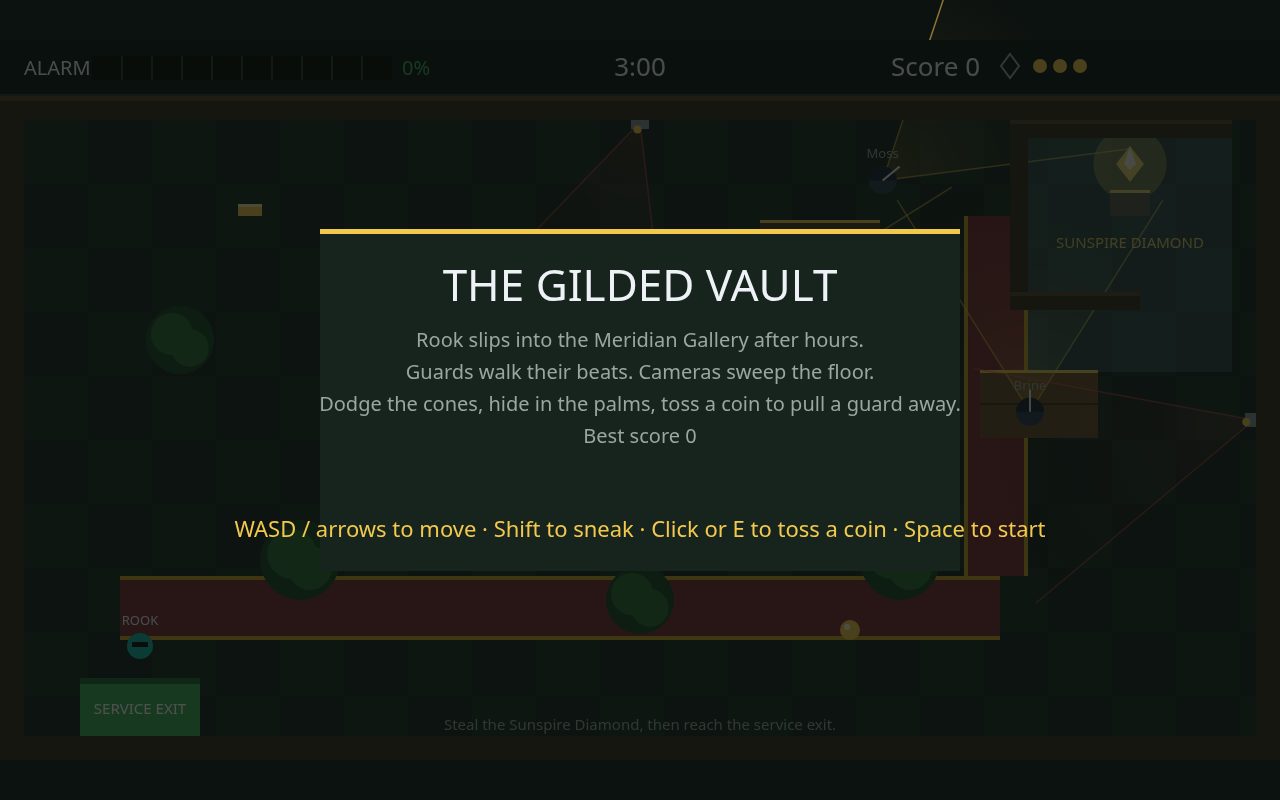 ALARM 0% 3:00 Score 0
Moss
SUNSPIRE DIAMOND
THE GILDED VAULT
Rook slips into the Meridian Gallery after hours.
Guards walk their beats. Cameras sweep the floor.
Dodge the cones, hide in the palms, toss a coin to pull a guard away.
Brine
Best score 0
WASD / arrows to move · Shift to sneak · Click or E to toss a coin · Space to start
ROOK
SERVICE EXIT
Steal the Sunspire Diamond, then reach the service exit.